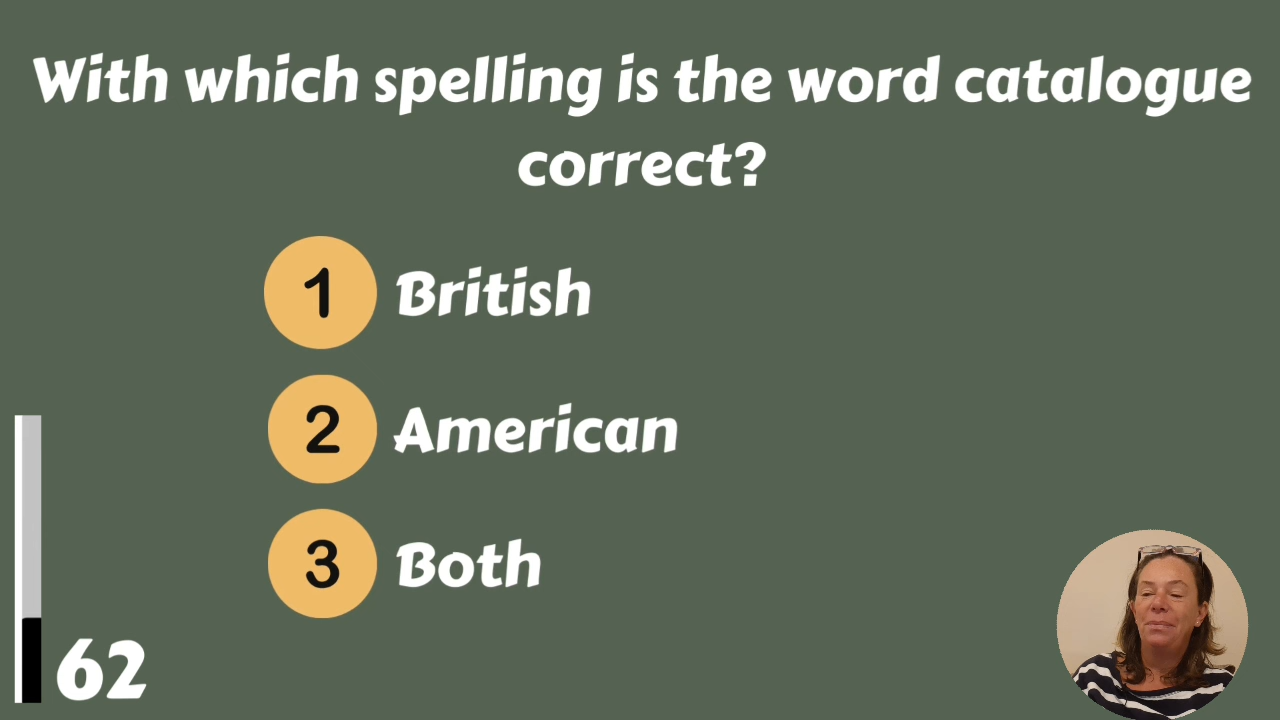 With which spelling is the word catalogue
correct?
1 British
2 American
3 Both
62